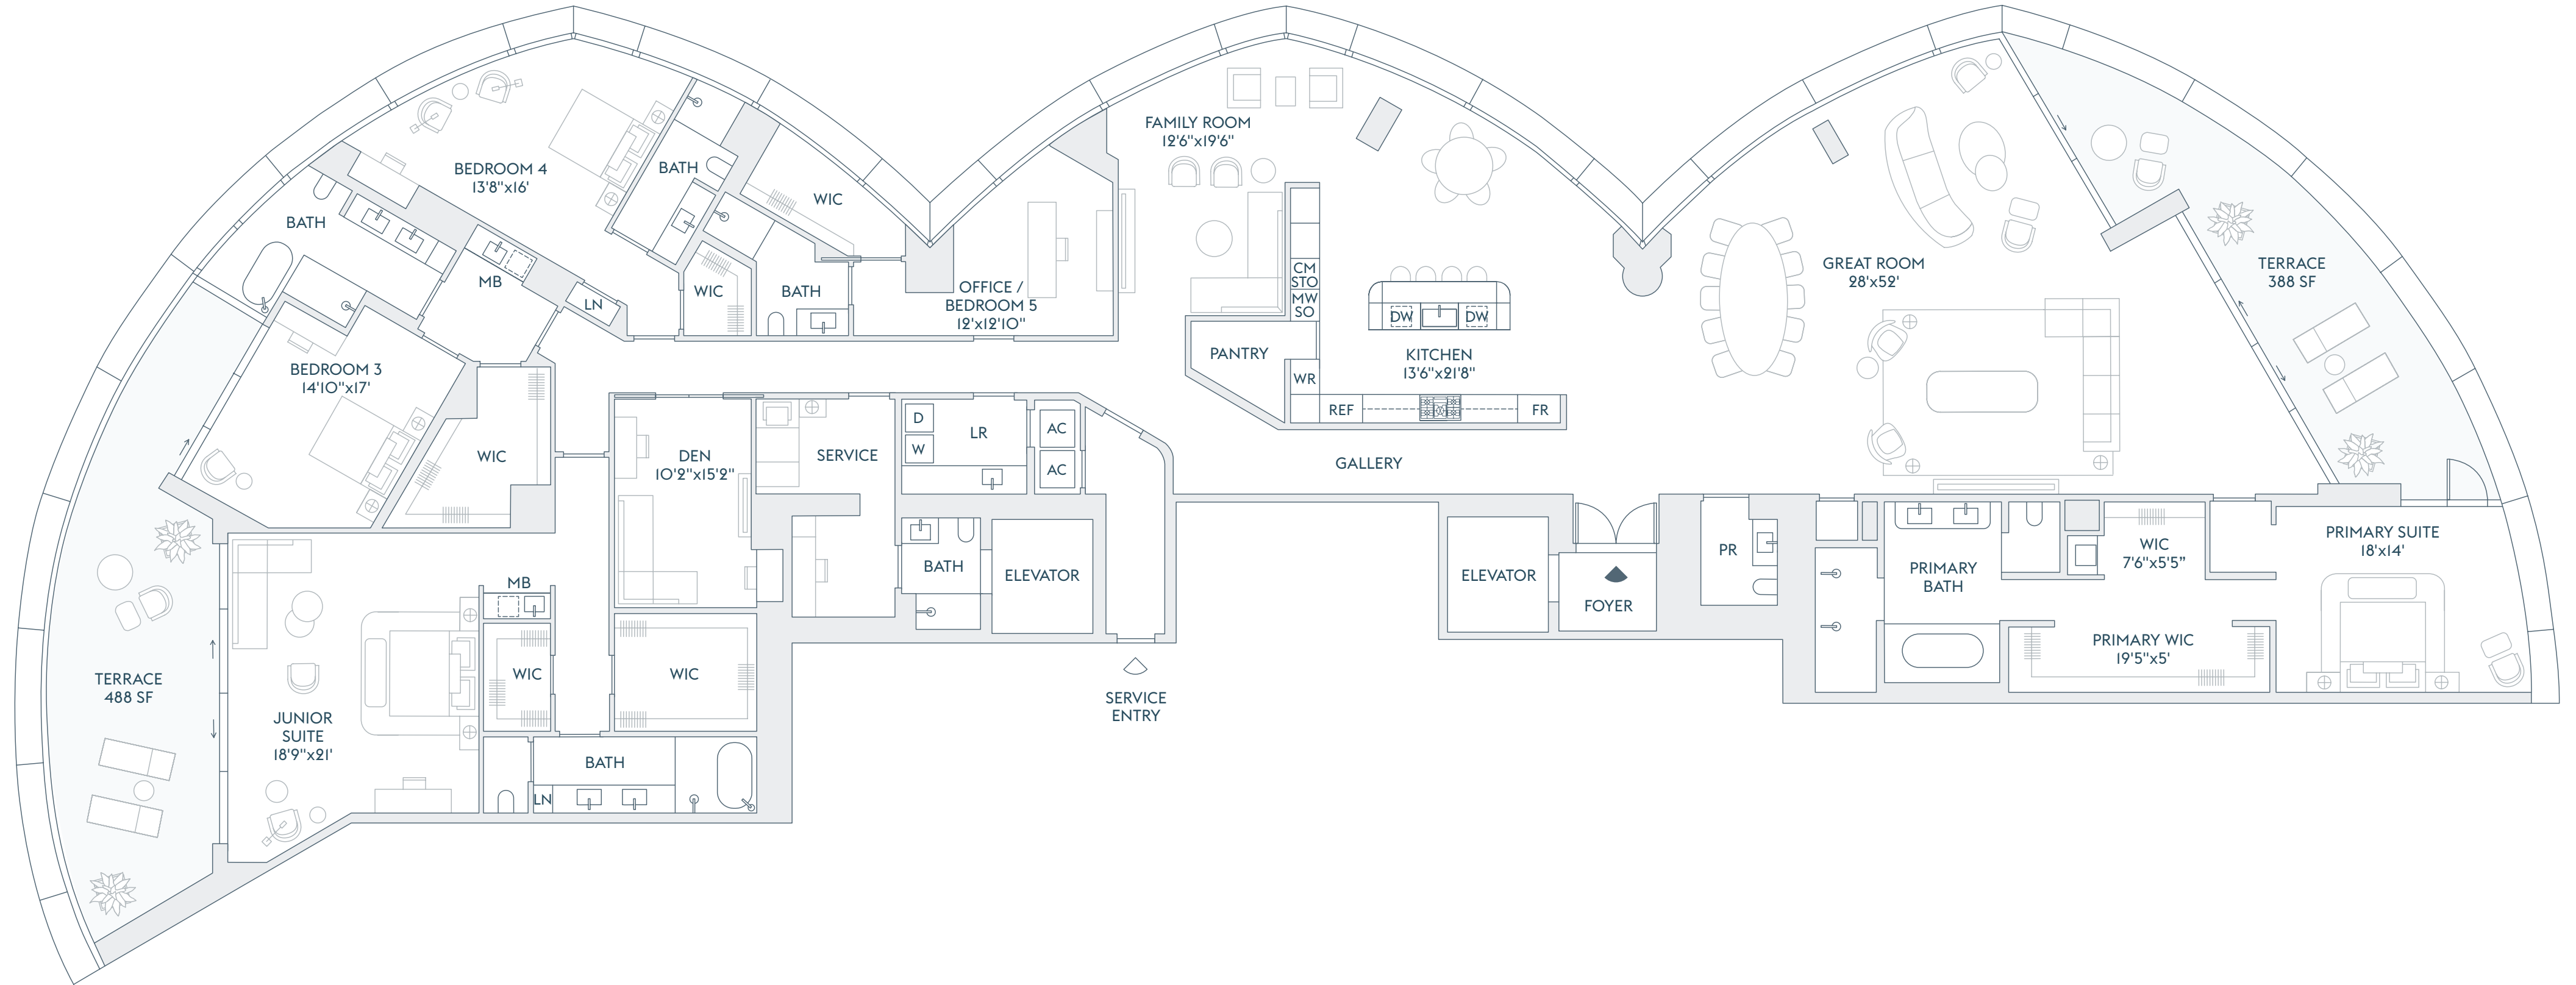 BEDROOM 4
13'8"x16'
BATH
WIC
BATH
MB
LN
WIC
BATH
OFFICE /
BEDROOM 5
12'x12'10"
FAMILY ROOM
12'6"x19'6"
CM
STO
MW
SO
DW
DW
PANTRY
KITCHEN
13'6"x21'8"
WR
REF
FR
GALLERY
GREAT ROOM
28'x52'
TERRACE
388 SF
BEDROOM 3
14'10"x17'
WIC
DEN
10'2"x15'2"
SERVICE
D
W
LR
AC
AC
BATH
ELEVATOR
ELEVATOR
FOYER
PR
PRIMARY
BATH
WIC
7'6"x5'5"
PRIMARY SUITE
18'x14'
PRIMARY WIC
19'5"x5'
TERRACE
488 SF
JUNIOR
SUITE
18'9"x21'
MB
WIC
WIC
BATH
LN
SERVICE
ENTRY